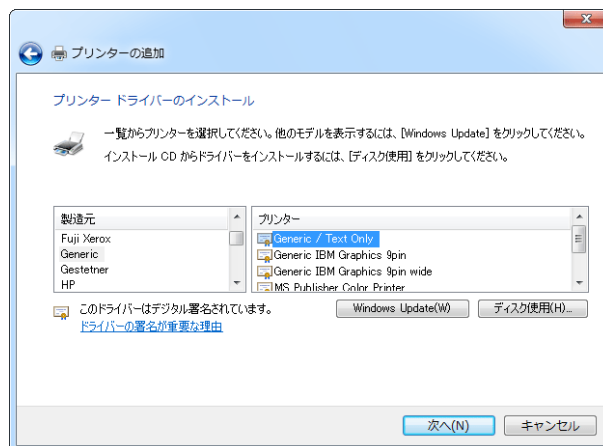 プリンターの追加
プリンター ドライバーのインストール
一覧からプリンターを選択してください。他のモデルを表示するには、[Windows Update] をクリックしてください。
インストール CD からドライバーをインストールするには、[ディスク使用] をクリックしてください。
製造元
Fuji Xerox
Generic
Gestetner
HP
プリンター
Generic / Text Only
Generic IBM Graphics 9pin
Generic IBM Graphics 9pin wide
MS Publisher Color Printer
このドライバーはデジタル署名されています。
ドライバーの署名が重要な理由
Windows Update(W)
ディスク使用(H)...
次へ(N)
キャンセル